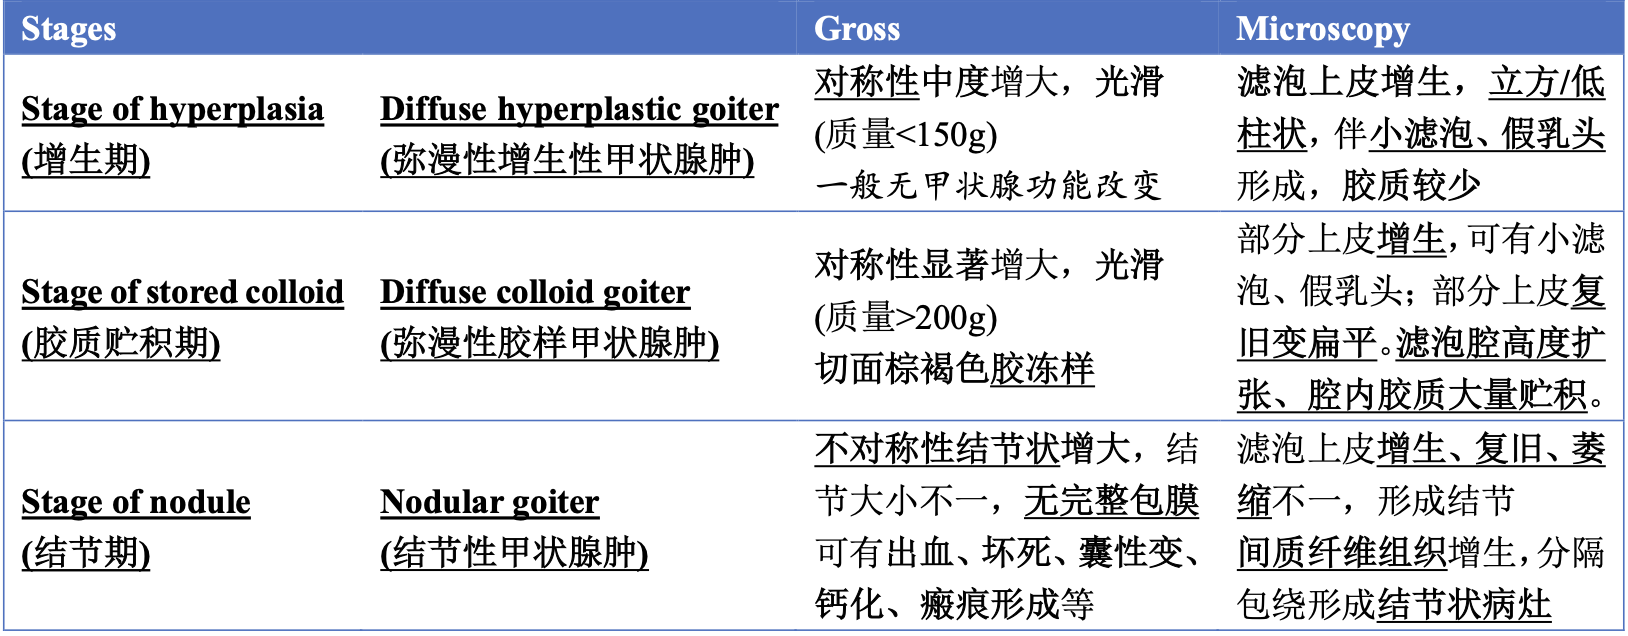 Stages
Gross
Microscopy
Stage of hyperplasia
(增生期)
Diffuse hyperplastic goiter
(弥漫性增生性甲状腺肿)
对称性中度增大，光滑
(质量<150g)
一般无甲状腺功能改变
滤泡上皮增生，立方/低
柱状，伴小滤泡、假乳头
形成，胶质较少
Stage of stored colloid
(胶质贮积期)
Diffuse colloid goiter
(弥漫性胶样甲状腺肿)
对称性显著增大，光滑
(质量>200g)
切面棕褐色胶冻样
部分上皮增生，可有小滤
泡、假乳头；部分上皮复
旧变扁平。滤泡腔高度扩
张、腔内胶质大量贮积。
Stage of nodule
(结节期)
Nodular goiter
(结节性甲状腺肿)
不对称性结节状增大，结
节大小不一，无完整包膜
可有出血、坏死、囊性变、
钙化、瘢痕形成等
滤泡上皮增生、复旧、萎
缩不一，形成结节
间质纤维组织增生，分隔
包绕形成结节状病灶